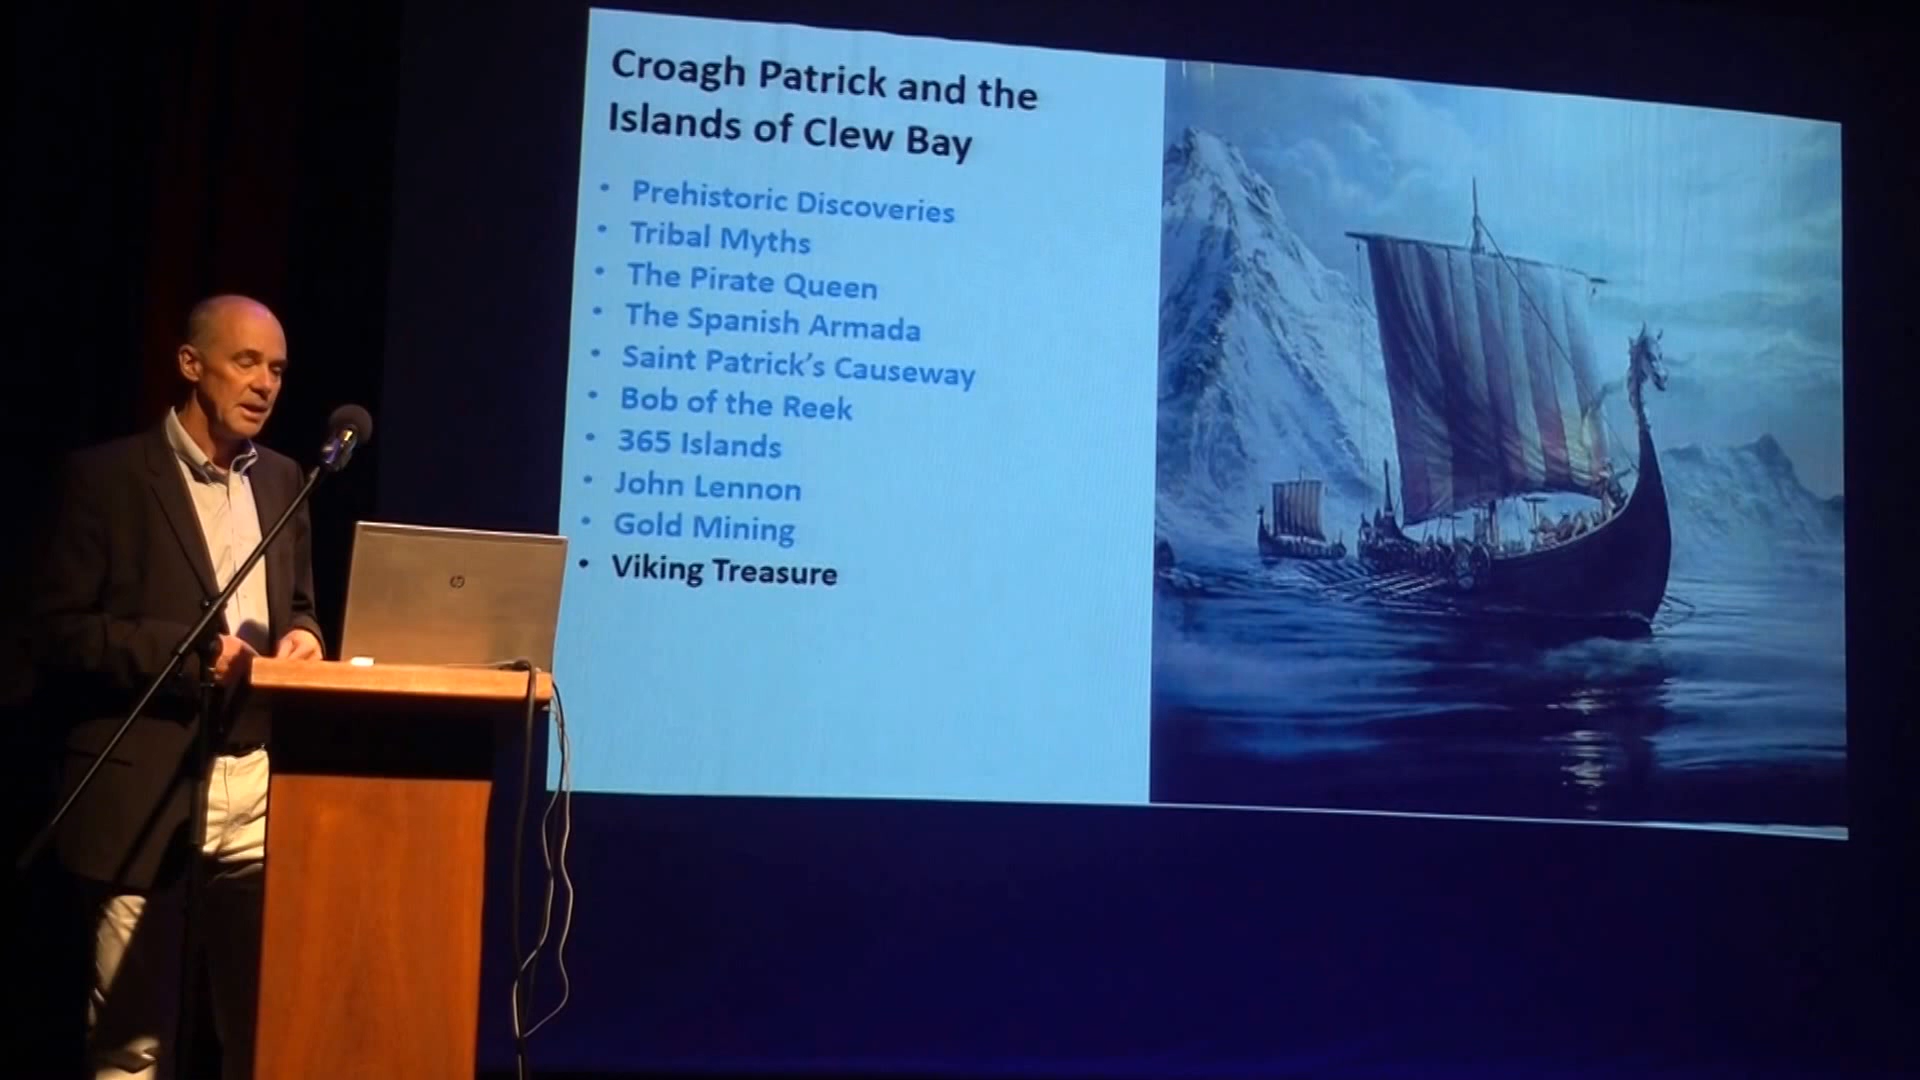 Croagh Patrick and the
Islands of Clew Bay
• Prehistoric Discoveries
• Tribal Myths
• The Pirate Queen
• The Spanish Armada
• Saint Patrick’s Causeway
• Bob of the Reek
• 365 Islands
• John Lennon
• Gold Mining
• Viking Treasure
hp